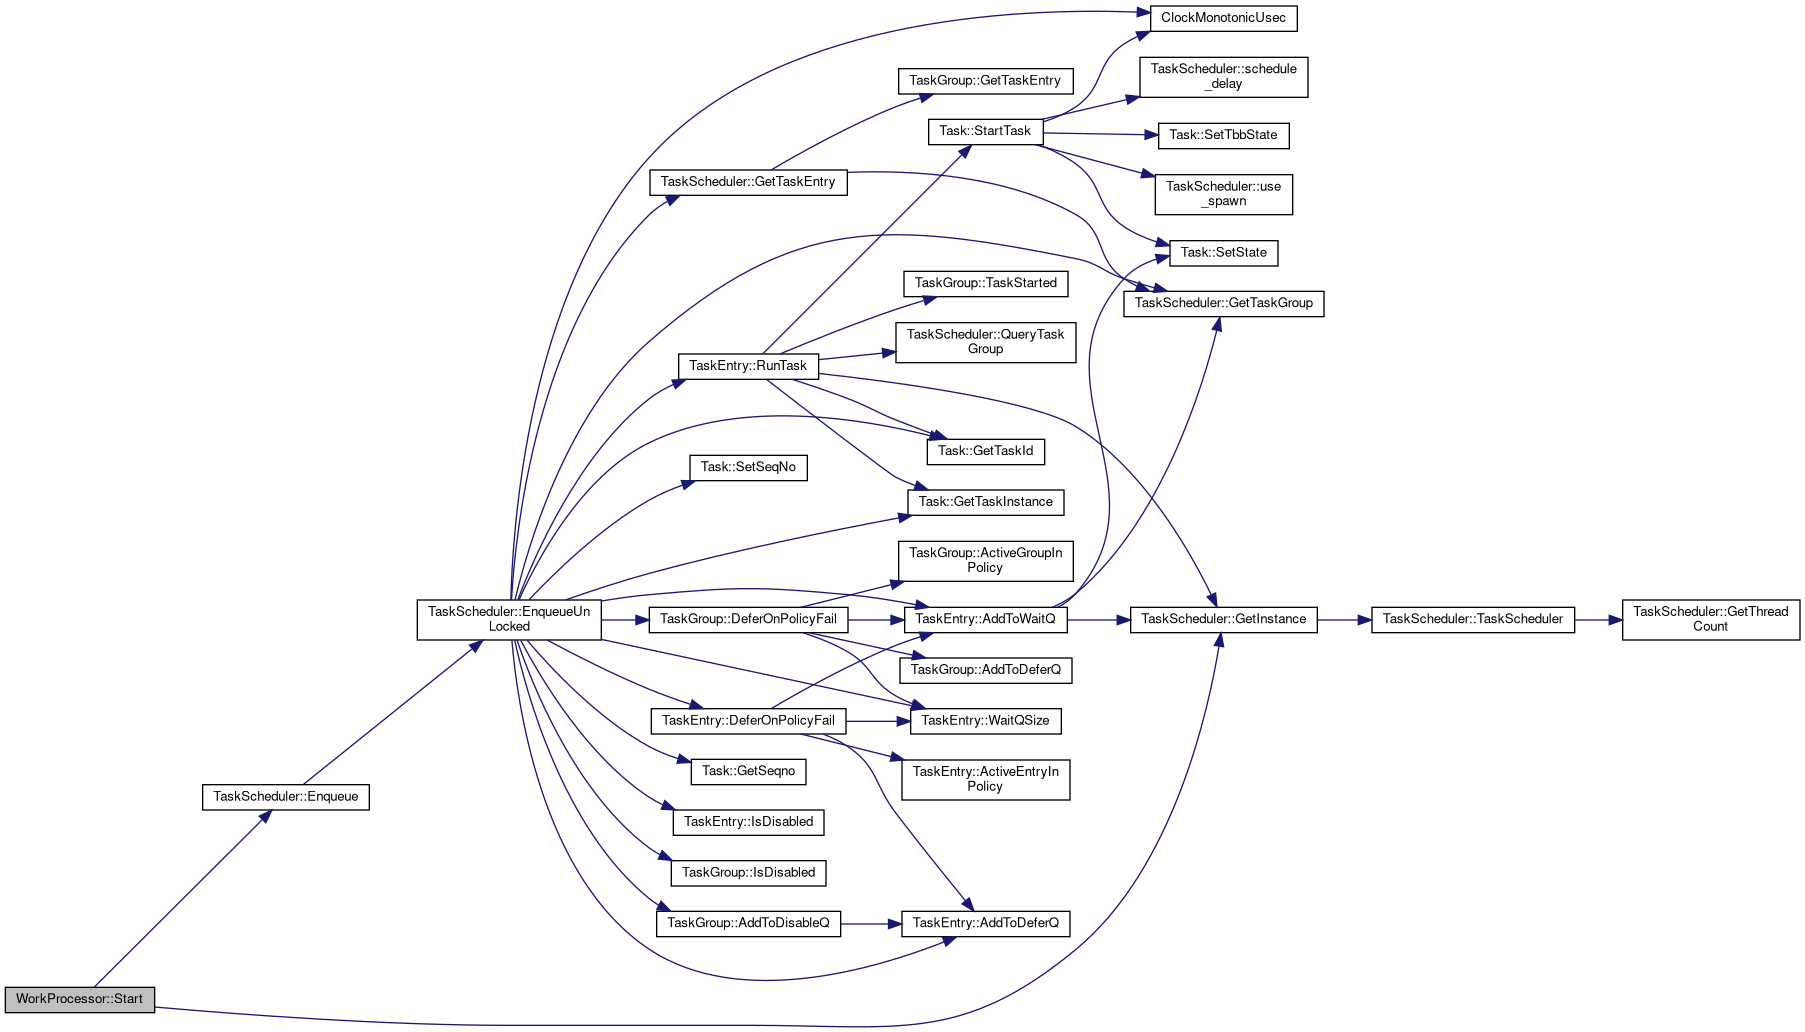 ClockMonotonicUsec
TaskScheduler::schedule
_delay
TaskGroup::GetTaskEntry
Task::StartTask
Task::SetTbbState
TaskScheduler::GetTaskEntry
TaskScheduler::use
_spawn
Task::SetState
TaskGroup::TaskStarted
TaskScheduler::GetTaskGroup
TaskScheduler::QueryTask
Group
TaskEntry::RunTask
Task::GetTaskId
Task::SetSeqNo
Task::GetTaskInstance
TaskGroup::ActiveGroupIn
Policy
TaskScheduler::EnqueueUn
Locked
TaskGroup::DeferOnPolicyFail
TaskEntry::AddToWaitQ
TaskScheduler::GetInstance
TaskScheduler::TaskScheduler
TaskScheduler::GetThread
Count
TaskGroup::AddToDeferQ
TaskEntry::DeferOnPolicyFail
TaskEntry::WaitQSize
Task::GetSeqno
TaskEntry::ActiveEntryIn
Policy
TaskScheduler::Enqueue
TaskEntry::IsDisabled
TaskGroup::IsDisabled
TaskGroup::AddToDisableQ
TaskEntry::AddToDeferQ
WorkProcessor::Start